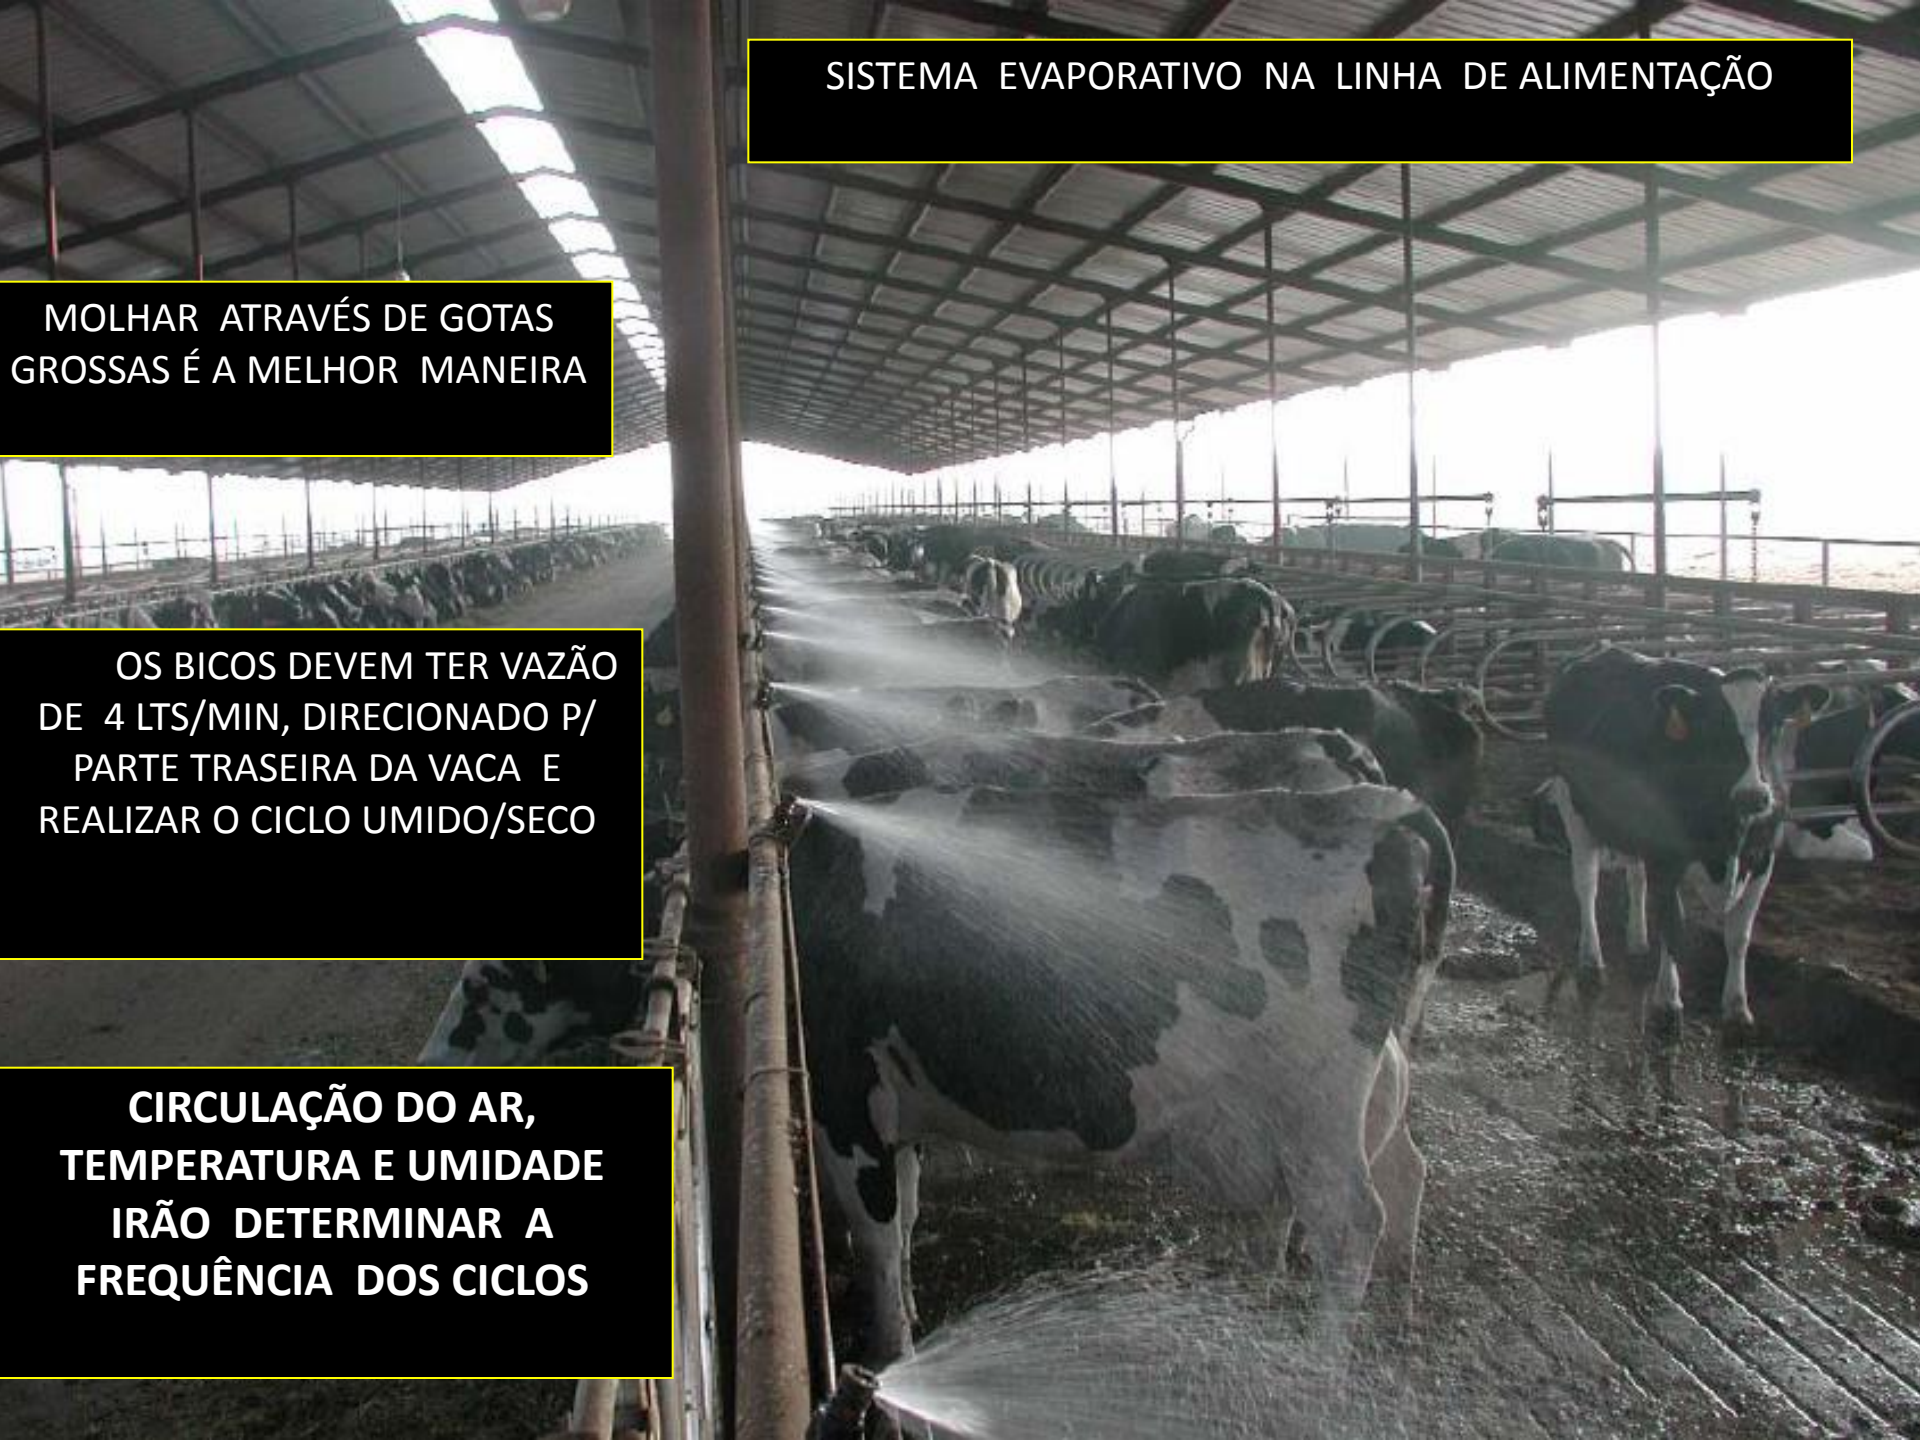 SISTEMA EVAPORATIVO NA LINHA DE ALIMENTAÇÃO
MOLHAR ATRAVÉS DE GOTAS
GROSSAS É A MELHOR MANEIRA
OS BICOS DEVEM TER VAZÃO
DE 4 LTS/MIN, DIRECIONADO P/
PARTE TRASEIRA DA VACA E
REALIZAR O CICLO UMIDO/SECO
CIRCULAÇÃO DO AR,
TEMPERATURA E UMIDADE
IRÃO DETERMINAR A
FREQUÊNCIA DOS CICLOS